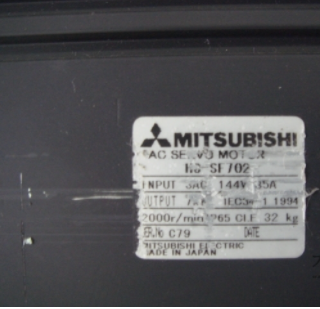 MITSUBISHI
AC SERVO MOTOR
HC-SF702
INPUT 3AC 144V 35A
OUTPUT IEC34-1 1994
2000r/min IP65 Cl.F 32 kg
SER.No C79 DATE
MITSUBISHI ELECTRIC
MADE IN JAPAN